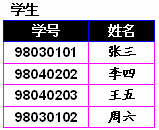 学生
学号 姓名
98030101 张三
98040202 李四
98040203 王五
98030102 周六